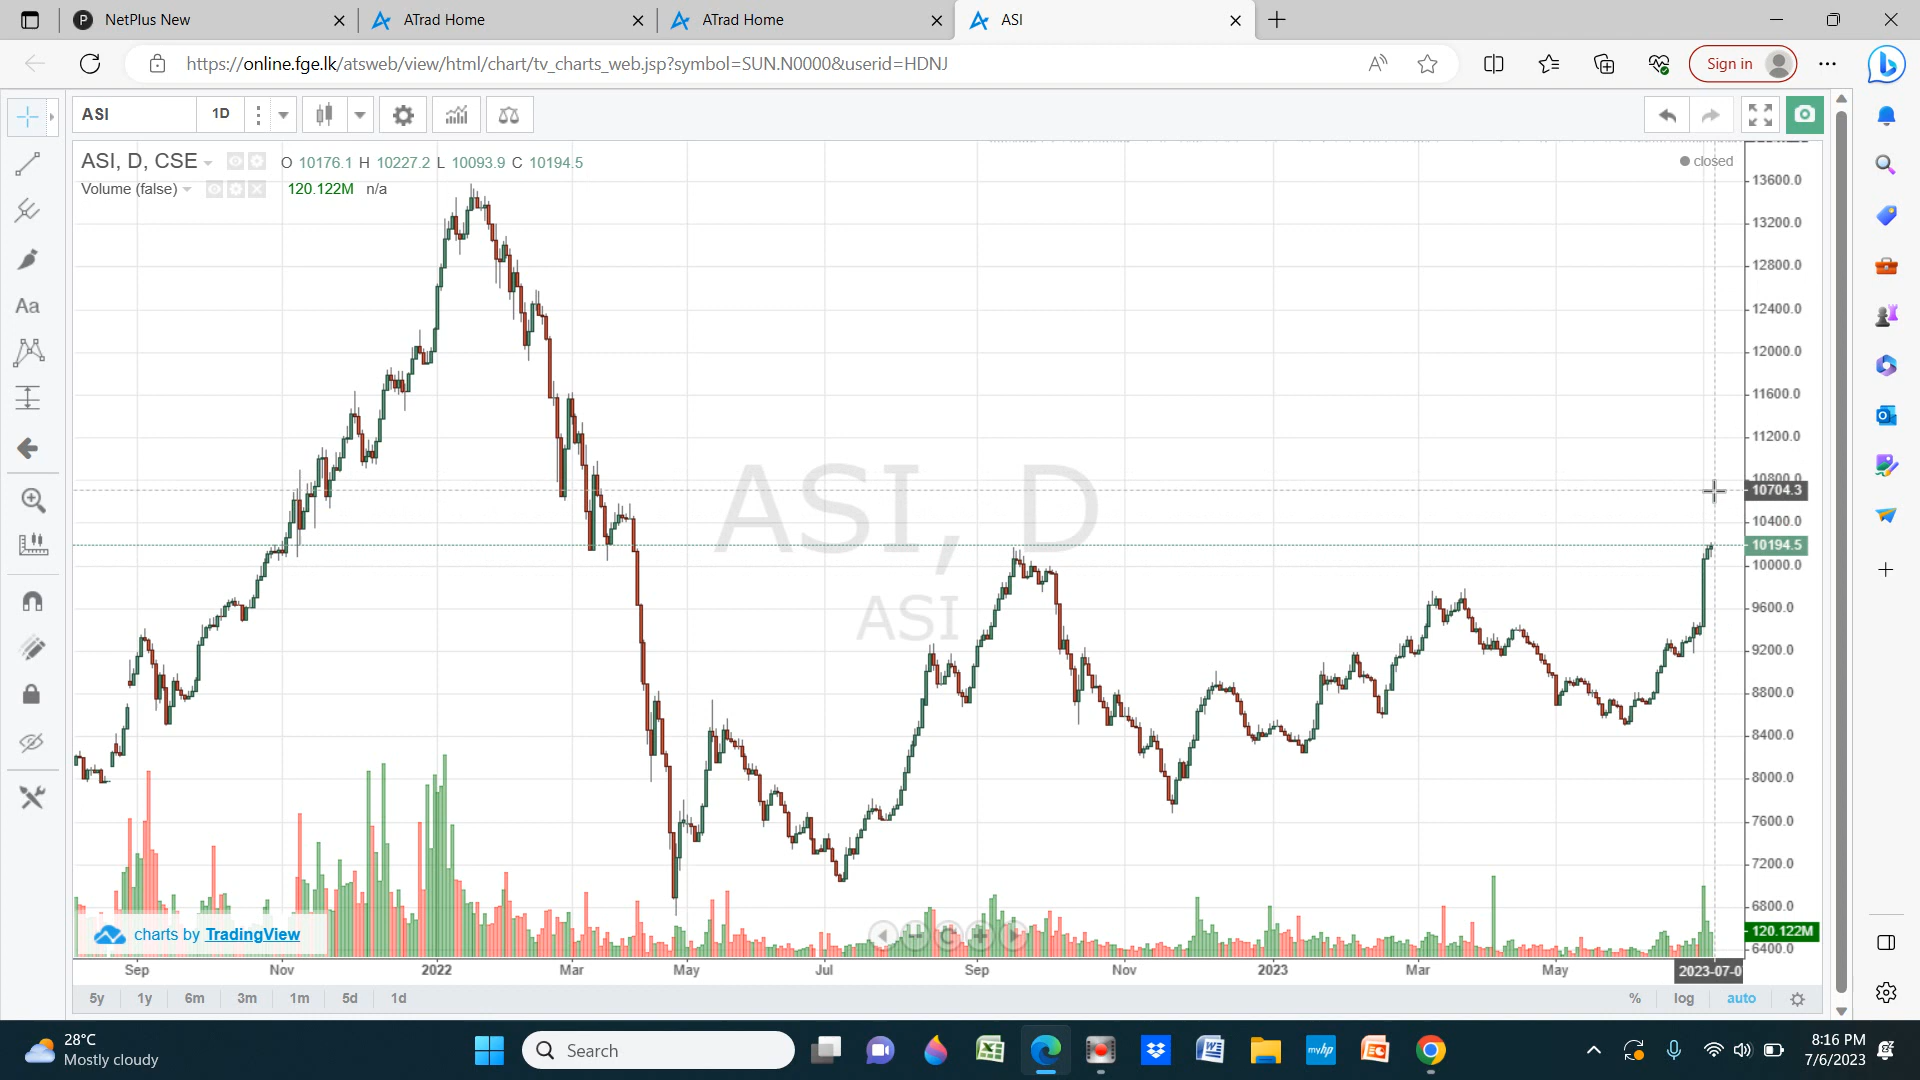 NetPlus New
ATrad Home
ATrad Home
ASI
https://online.fge.lk/atsweb/view/html/chart/tv_charts_web.jsp?symbol=SUN.N0000&userid=HDNJ
Sign in
ASI
1D
ASI, D, CSE
O 10176.1 H 10227.2 L 10093.9 C 10194.5
closed
Volume (false)
120.122M n/a
13600.0
13200.0
12800.0
12400.0
12000.0
11600.0
11200.0
10800.0
10704.3
10400.0
10194.5
10000.0
9600.0
9200.0
8800.0
8400.0
8000.0
7600.0
7200.0
6800.0
120.122M
6400.0
Aa
ASI, D
ASI
charts by TradingView
Sep Nov 2022 Mar May Jul Sep Nov 2023 Mar May 2023-07-0
5y 1y 6m 3m 1m 5d 1d
% log auto
28°C
Mostly cloudy
Search
mvhp
8:16 PM
7/6/2023